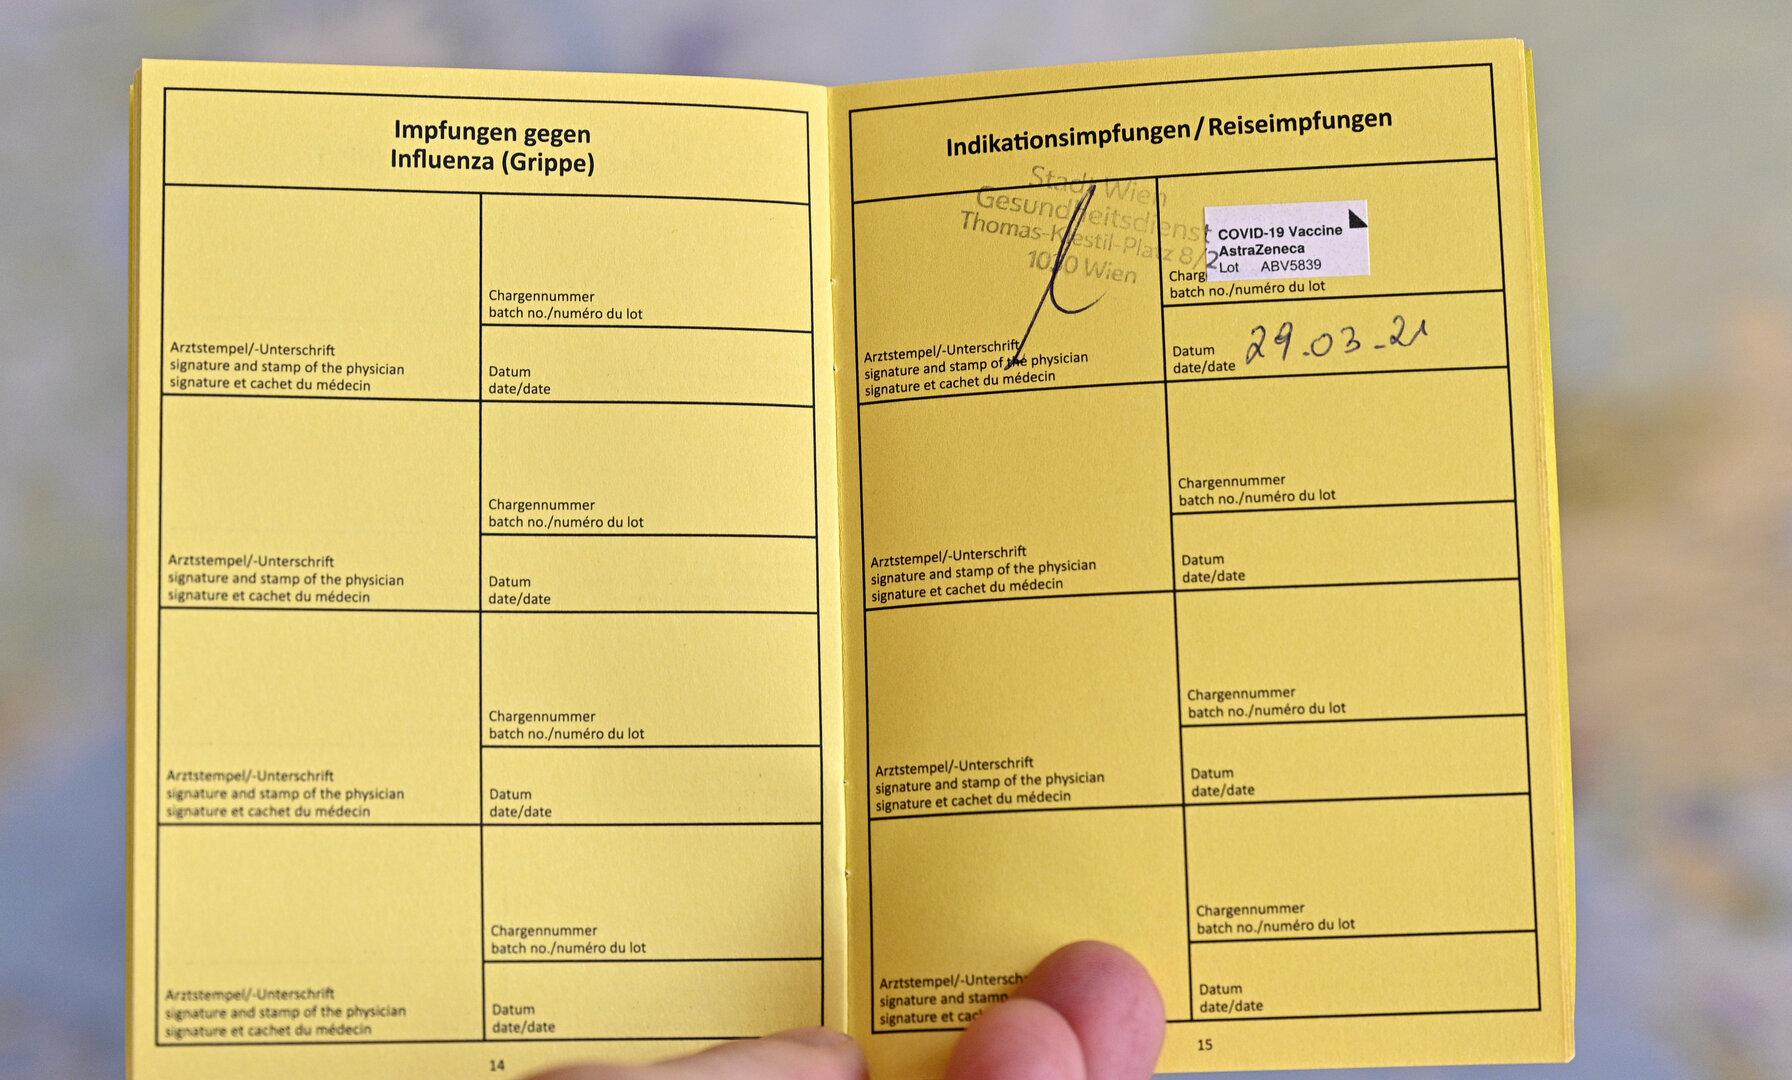 Impfungen gegen
Influenza (Grippe)
Chargennummer
batch no./numéro du lot
Arztstempel/-Unterschrift
signature and stamp of the physician
signature et cachet du médecin
Datum
date/date
Chargennummer
batch no./numéro du lot
Arztstempel/-Unterschrift
signature and stamp of the physician
signature et cachet du médecin
Datum
date/date
Chargennummer
batch no./numéro du lot
Arztstempel/-Unterschrift
signature and stamp of the physician
signature et cachet du médecin
Datum
date/date
Chargennummer
batch no./numéro du lot
Arztstempel/-Unterschrift
signature and stamp of the physician
signature et cachet du médecin
Datum
date/date
14
Indikationsimpfungen/Reiseimpfungen
Stadt Wien
Gesundheitsdienst
Thomas-Klestil-Platz 8/2
1030 Wien
COVID-19 Vaccine
AstraZeneca
Lot ABV5839
Charg
batch no./numéro du lot
Arztstempel/-Unterschrift
signature and stamp of the physician
signature et cachet du médecin
Datum 29.03.21
date/date
Chargennummer
batch no./numéro du lot
Arztstempel/-Unterschrift
signature and stamp of the physician
signature et cachet du médecin
Datum
date/date
Chargennummer
batch no./numéro du lot
Arztstempel/-Unterschrift
signature and stamp of the physician
signature et cachet du médecin
Datum
date/date
Chargennummer
batch no./numéro du lot
Arztstempel/-Untersch
signature and stamp
signature et cac
Datum
date/date
15